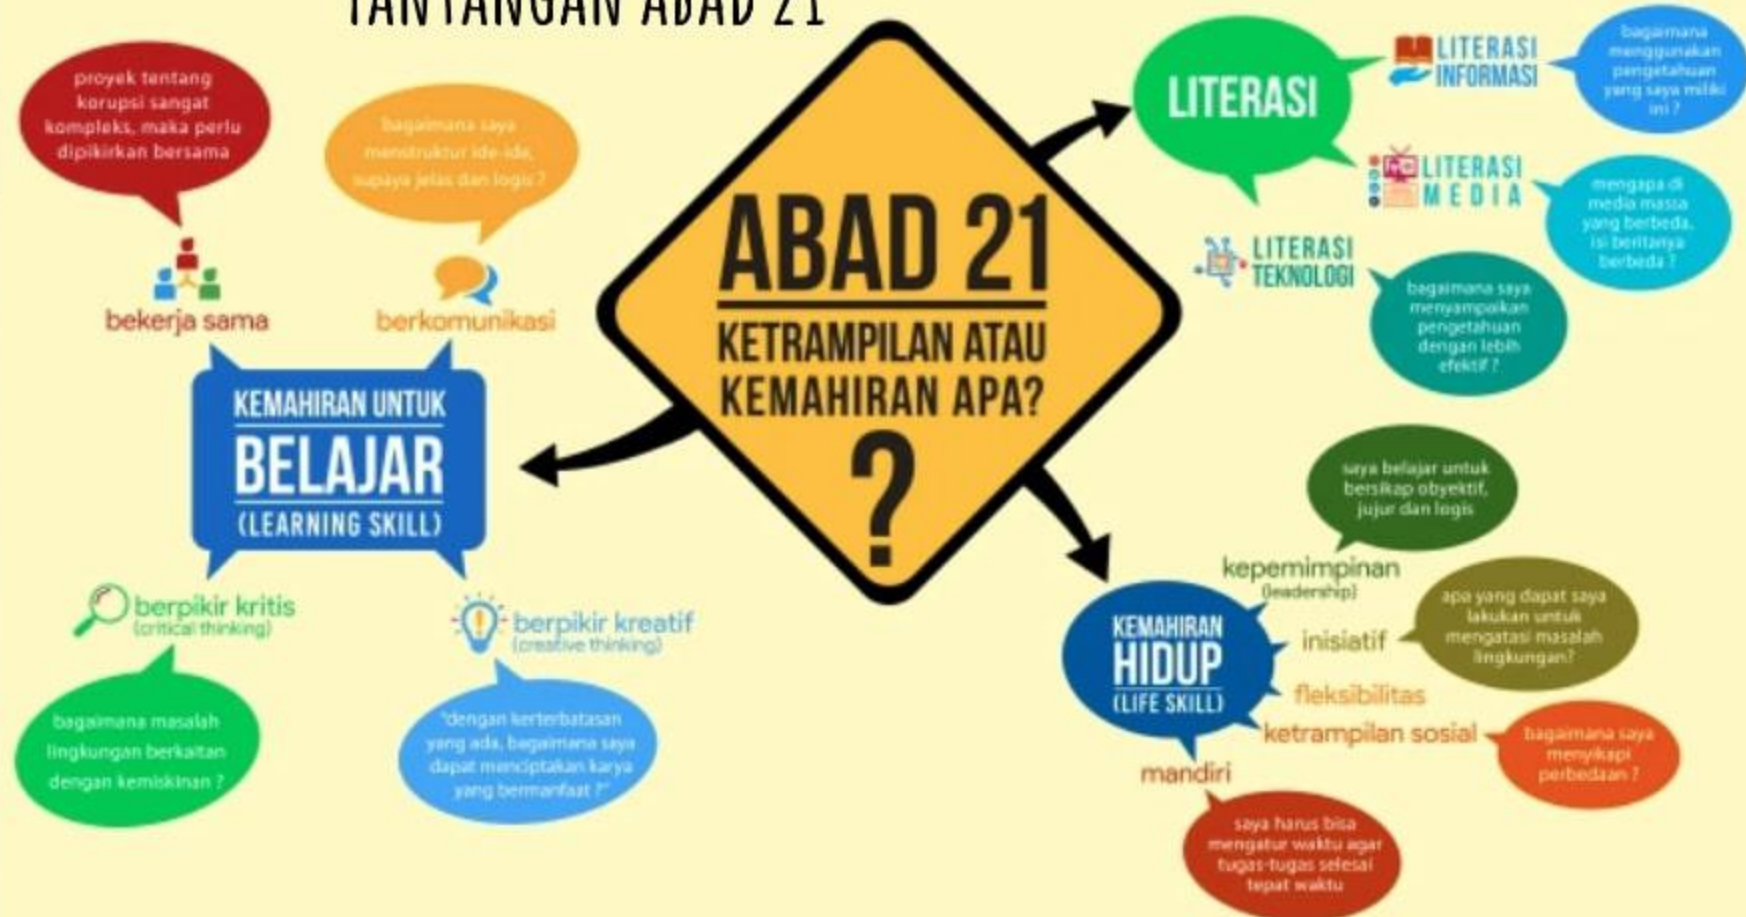 TANTANGAN ABAD 21
proyek tentang
korupsi sangat
kompleks, maka perlu
dipikirkan bersama
bekerja sama
bagaimana saya
menstruktur ide-ide,
supaya jelas dan logis ?
berkomunikasi
KEMAHIRAN UNTUK
BELAJAR
(LEARNING SKILL)
berpikir kritis
(critical thinking)
bagaimana masalah
lingkungan berkaitan
dengan kemiskinan ?
berpikir kreatif
(creative thinking)
"dengan kerterbatasan
yang ada, bagaimana saya
dapat menciptakan karya
yang bermanfaat ?"
ABAD 21
KETRAMPILAN ATAU
KEMAHIRAN APA?
?
LITERASI
LITERASI
INFORMASI
bagaimana
menggunakan
pengetahuan
yang saya miliki
ini ?
LITERASI
MEDIA
mengapa di
media massa
yang berbeda,
isi beritanya
berbeda ?
LITERASI
TEKNOLOGI
bagaimana saya
menyampaikan
pengetahuan
dengan lebih
efektif ?
KEMAHIRAN
HIDUP
(LIFE SKILL)
saya belajar untuk
bersikap obyektif,
jujur dan logis
kepemimpinan
(leadership)
inisiatif
apa yang dapat saya
lakukan untuk
mengatasi masalah
lingkungan?
fleksibilitas
ketrampilan sosial
bagaimana saya
menyikapi
perbedaan ?
mandiri
saya harus bisa
mengatur waktu agar
tugas-tugas selesai
tepat waktu